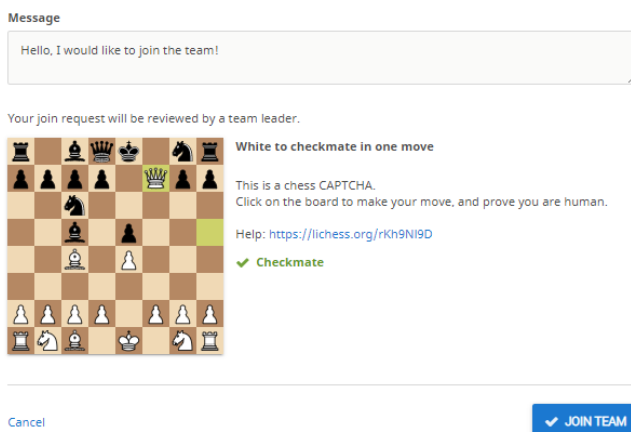 Message
Hello, I would like to join the team!
Your join request will be reviewed by a team leader.
White to checkmate in one move
This is a chess CAPTCHA.
Click on the board to make your move, and prove you are human.
Help: https://lichess.org/rKh9NI9D
Checkmate
Cancel
JOIN TEAM